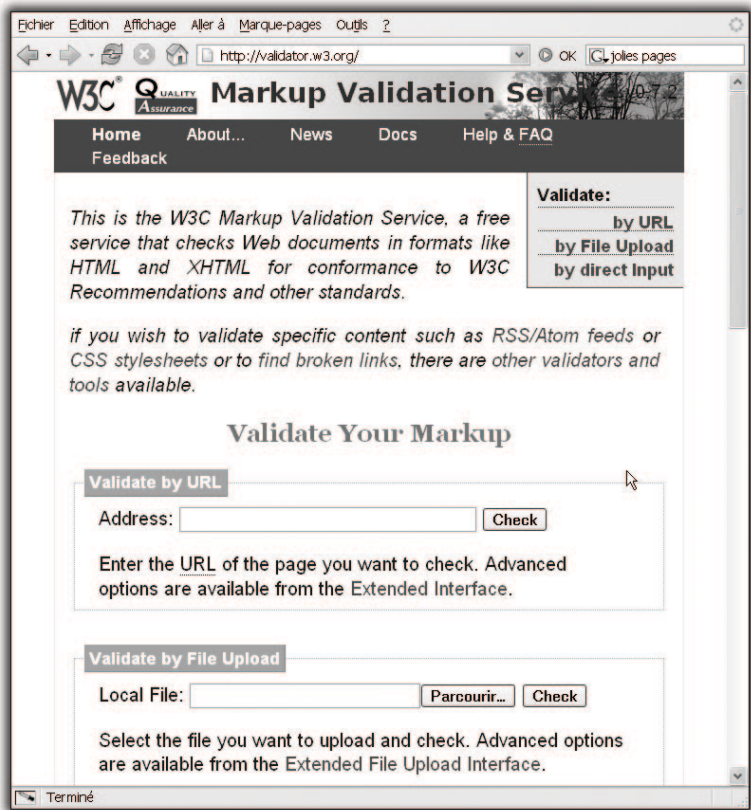 Fichier Edition Affichage Aller à Marque-pages Outils ?
http://validator.w3.org/ OK G jolies pages
W3C® QUALITY Assurance Markup Validation Serv 0.7.2
Home About... News Docs Help & FAQ
Feedback
Validate:
by URL
by File Upload
by direct Input
This is the W3C Markup Validation Service, a free
service that checks Web documents in formats like
HTML and XHTML for conformance to W3C
Recommendations and other standards.
if you wish to validate specific content such as RSS/Atom feeds or
CSS stylesheets or to find broken links, there are other validators and
tools available.
Validate Your Markup
Validate by URL
Address: Check
Enter the URL of the page you want to check. Advanced
options are available from the Extended Interface.
Validate by File Upload
Local File: Parcourir... Check
Select the file you want to upload and check. Advanced options
are available from the Extended File Upload Interface.
Terminé